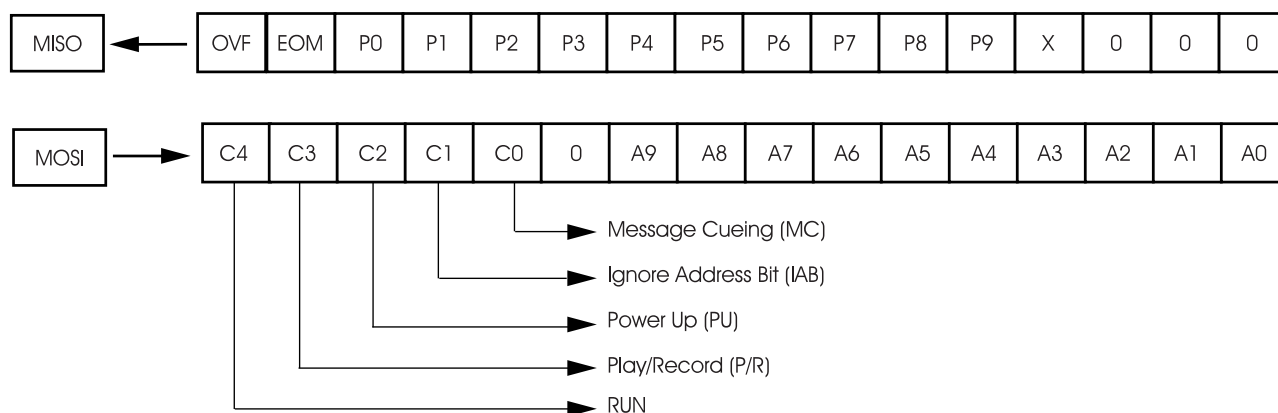 MISO OVF EOM P0 P1 P2 P3 P4 P5 P6 P7 P8 P9 X 0 0 0
MOSI C4 C3 C2 C1 C0 0 A9 A8 A7 A6 A5 A4 A3 A2 A1 A0
Message Cueing (MC)
Ignore Address Bit (IAB)
Power Up (PU)
Play/Record (P/R)
RUN